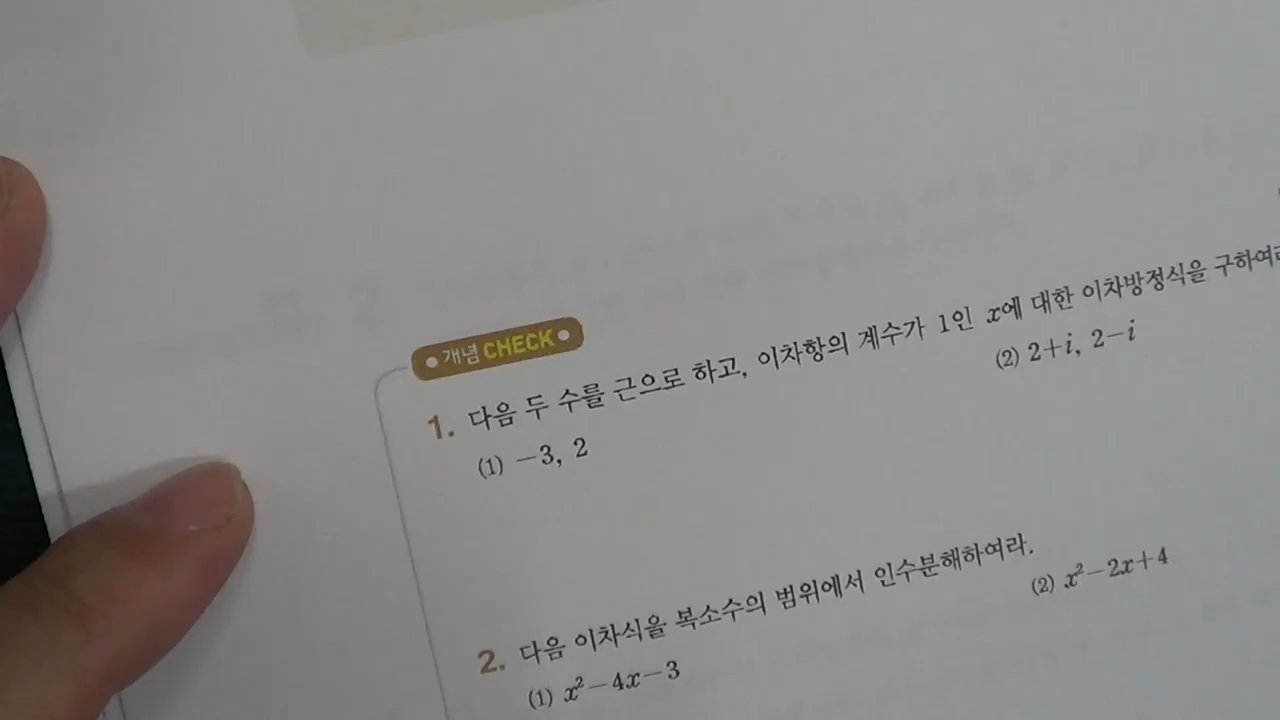 개념 CHECK
1. 다음 두 수를 근으로 하고, 이차항의 계수가 1인 x에 대한 이차방정식을 구하여라
(1) −3, 2 (2) 2+i, 2−i
2. 다음 이차식을 복소수의 범위에서 인수분해하여라.
(1) x²−4x−3 (2) x²−2x+4